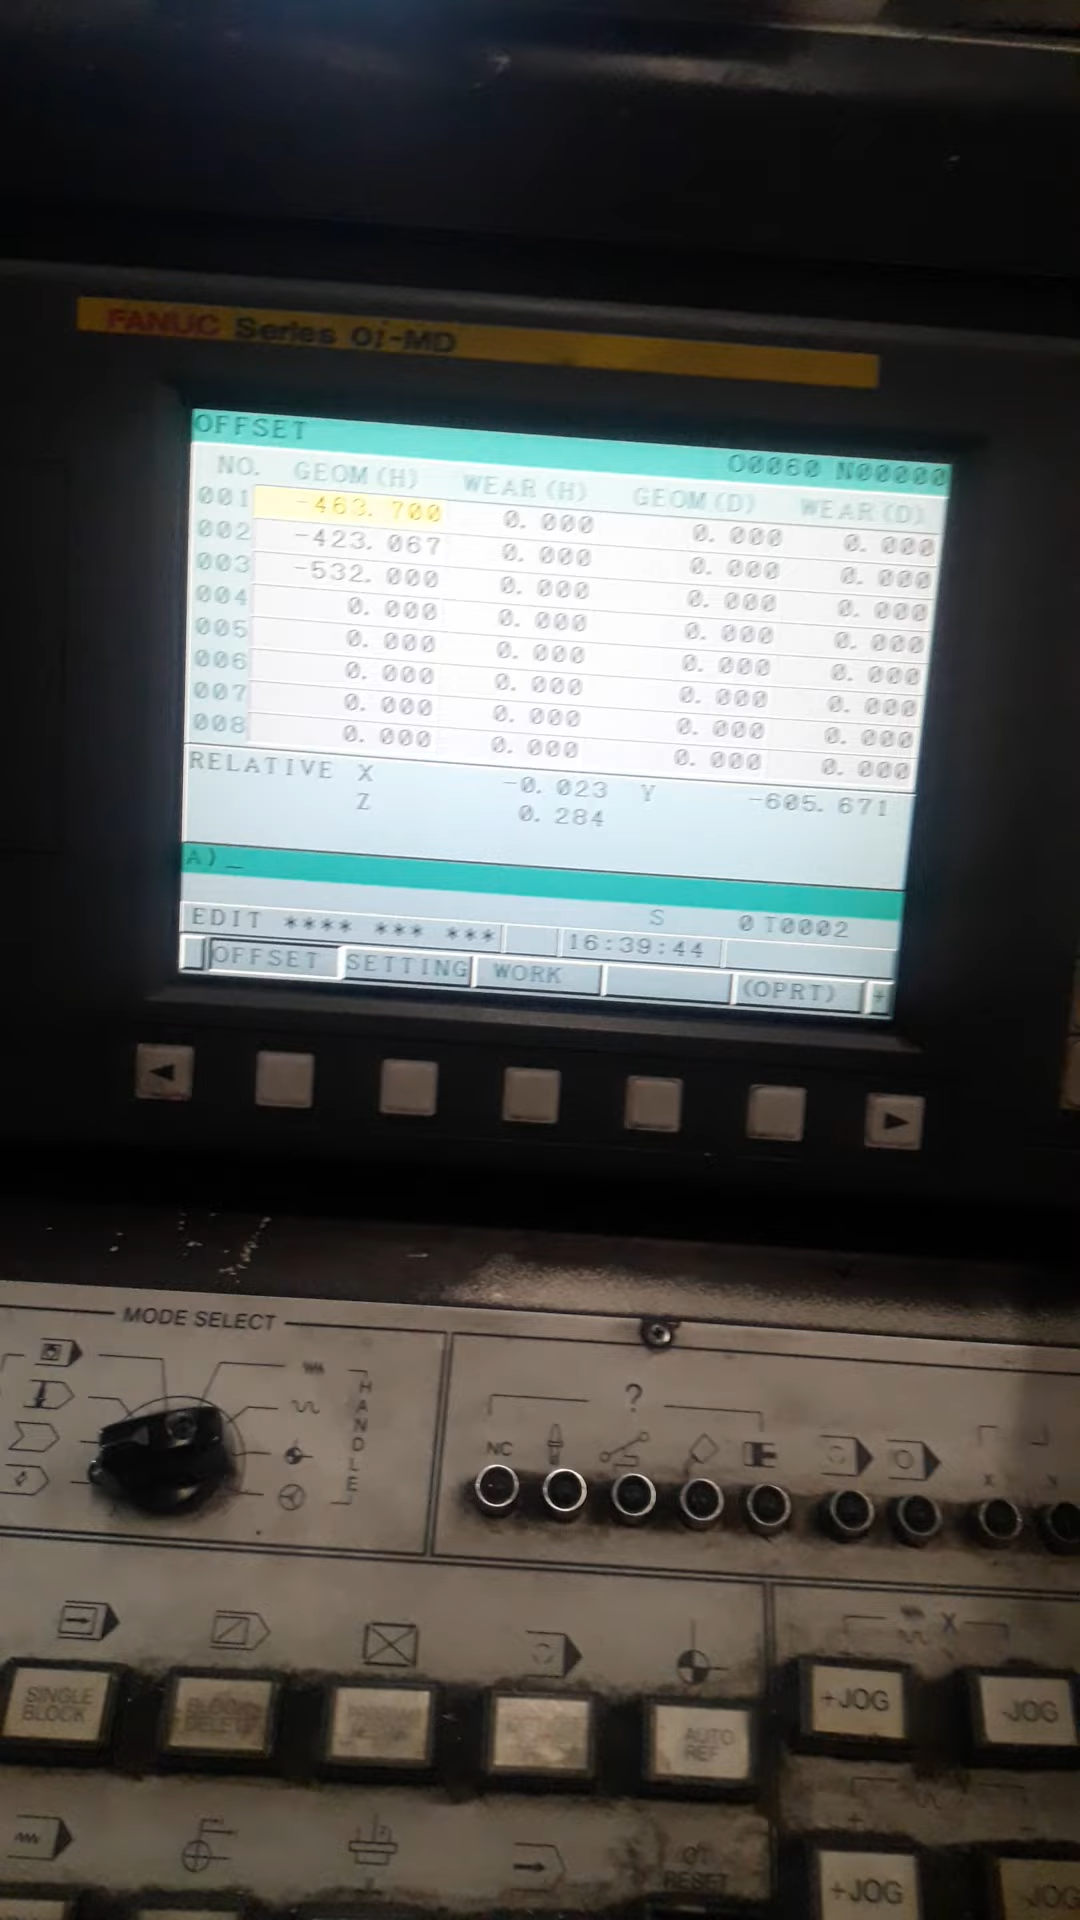 FANUC Series 0i-MD
OFFSET O0060 N00000
NO. GEOM(H) WEAR(H) GEOM(D) WEAR(D)
001 -463.700 0.000 0.000 0.000
002 -423.067 0.000 0.000 0.000
003 -532.000 0.000 0.000 0.000
004 0.000 0.000 0.000 0.000
005 0.000 0.000 0.000 0.000
006 0.000 0.000 0.000 0.000
007 0.000 0.000 0.000 0.000
008 0.000 0.000 0.000 0.000
RELATIVE X -0.023 Y -605.671
Z 0.284
A)_
S 0 T0002
EDIT **** *** *** 16:39:44
OFFSET SETTING WORK (OPRT) +
MODE SELECT
HANDLE
?
NC
X
SINGLE BLOCK
DELETE
AUTO REF
+JOG -JOG
OT RESET
+JOG -JOG